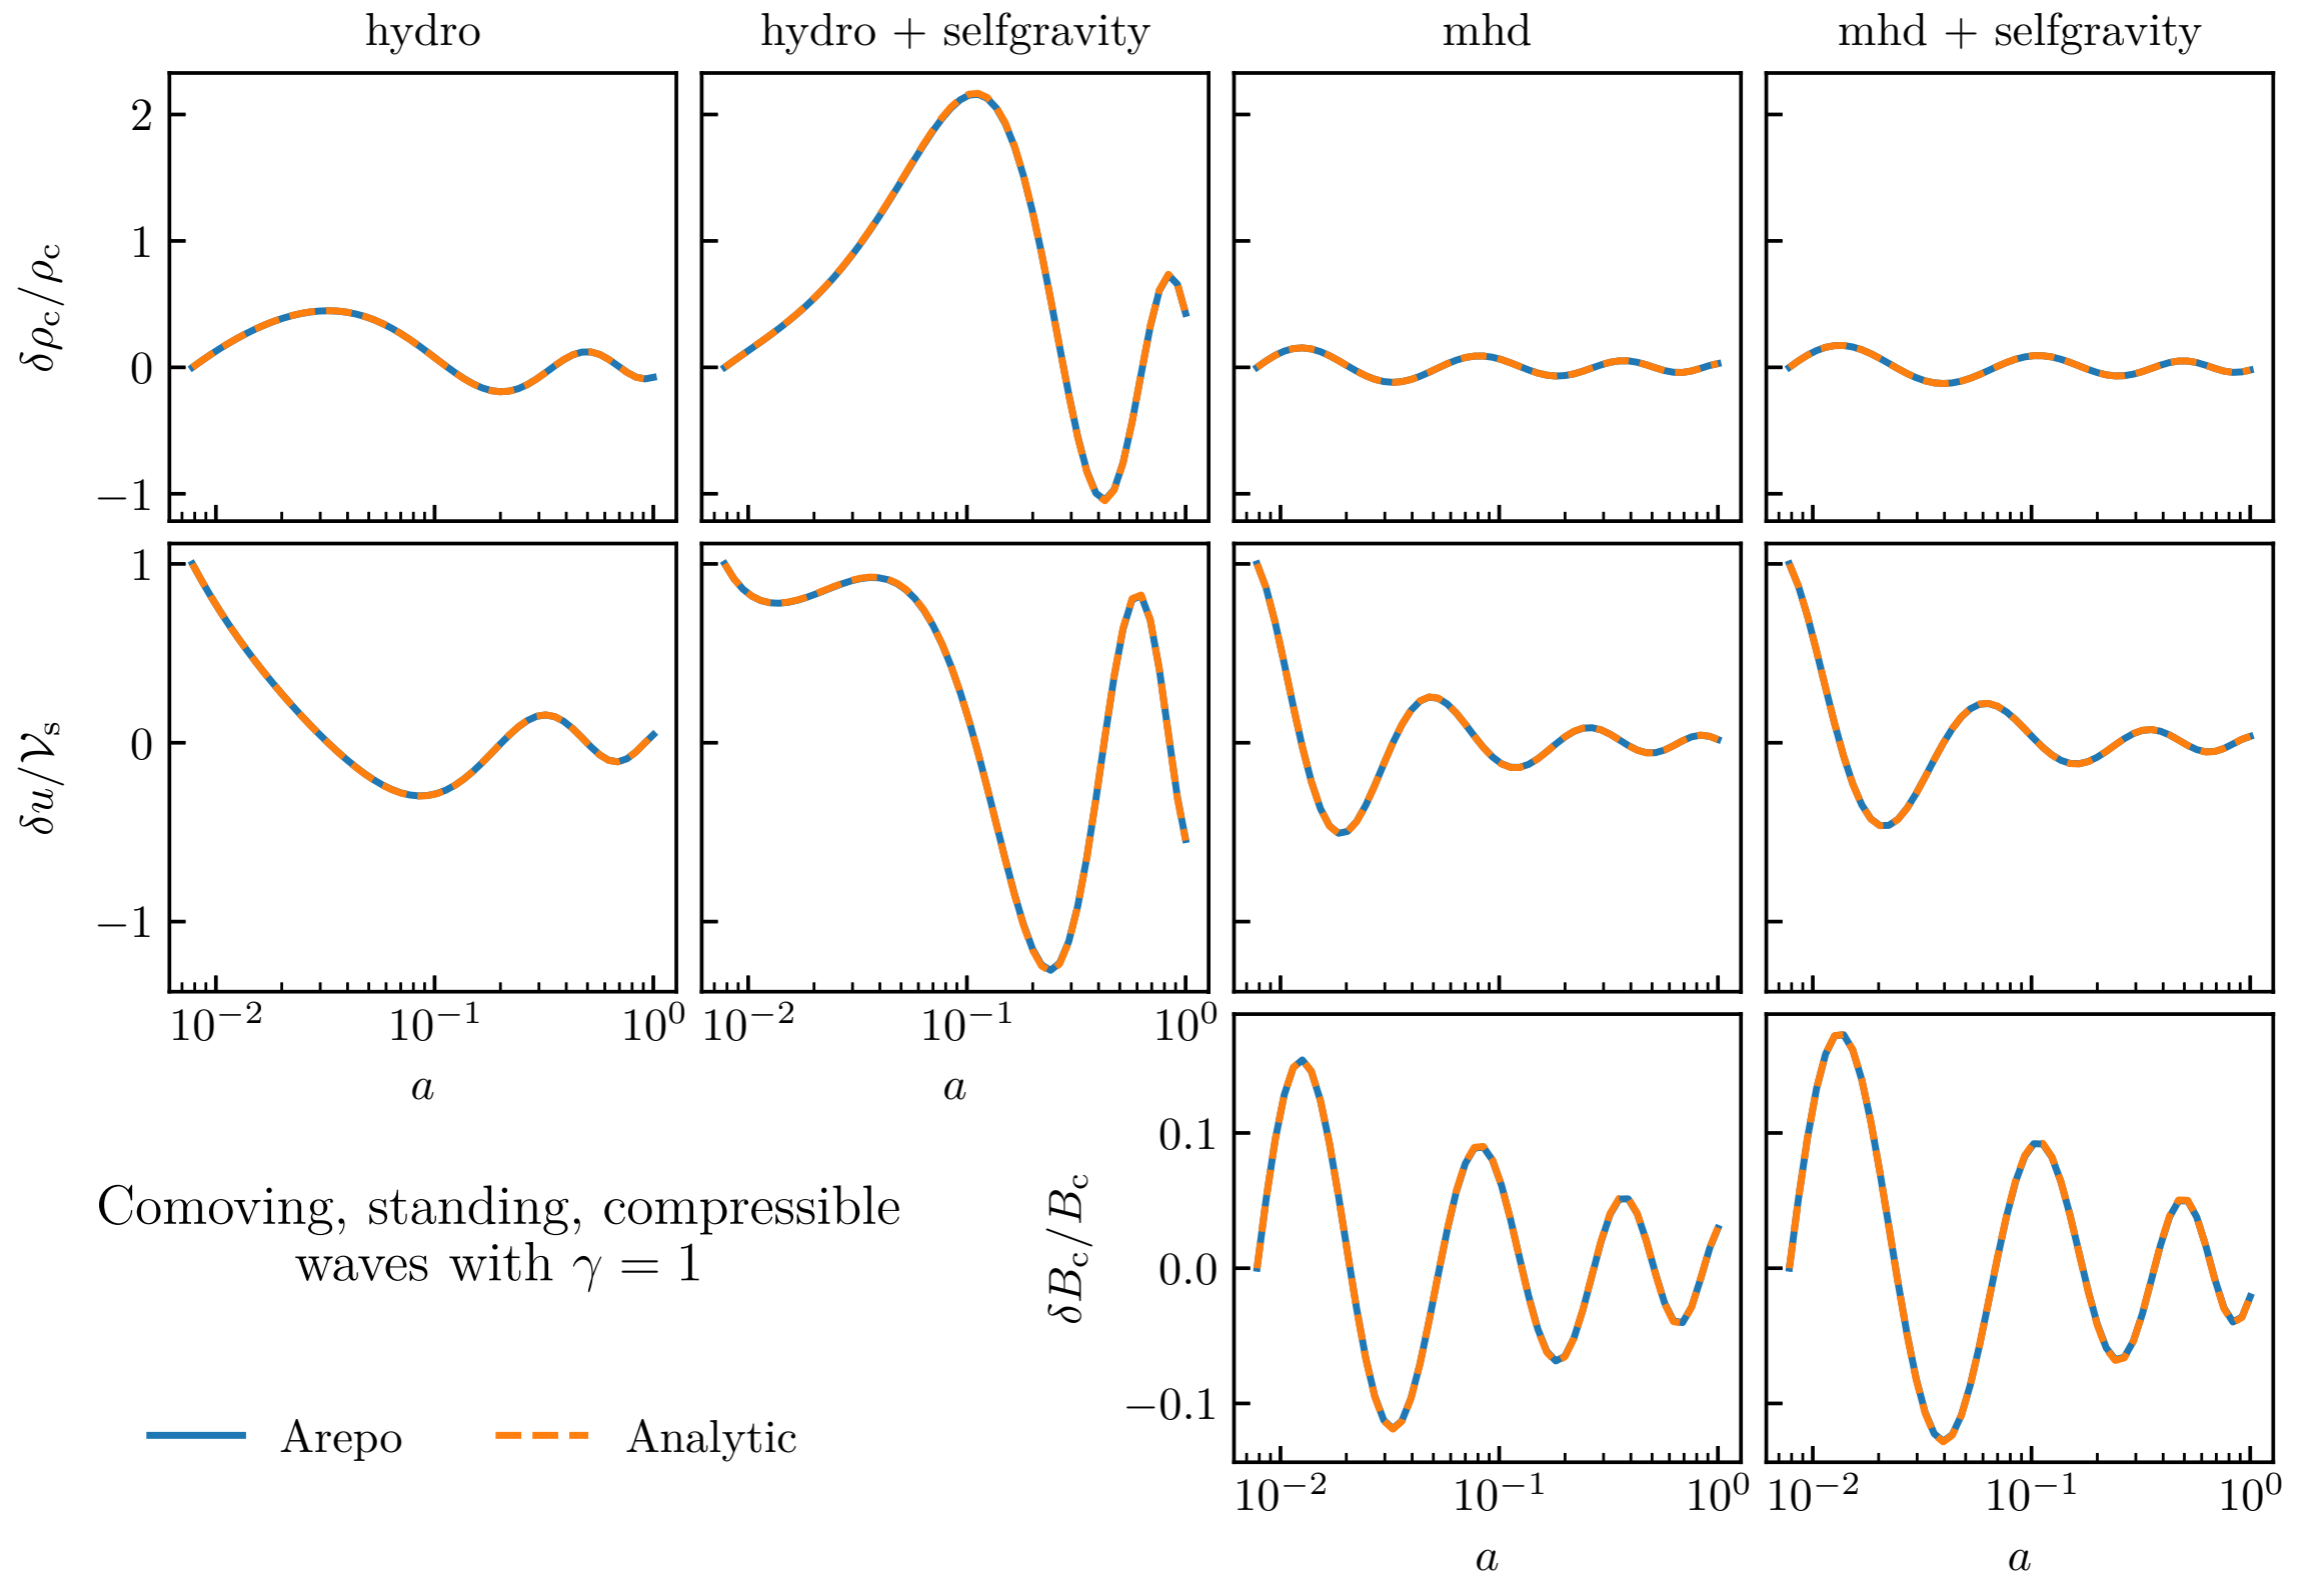 hydro
hydro + selfgravity
mhd
mhd + selfgravity
δρc/ρc
2
1
0
−1
δu/𝒱s
1
0
−1
10⁻² 10⁻¹ 10⁰
a
10⁻² 10⁻¹ 10⁰
a
Comoving, standing, compressible
waves with γ = 1
Arepo
Analytic
δBc/Bc
0.1
0.0
−0.1
10⁻² 10⁻¹ 10⁰
a
10⁻² 10⁻¹ 10⁰
a